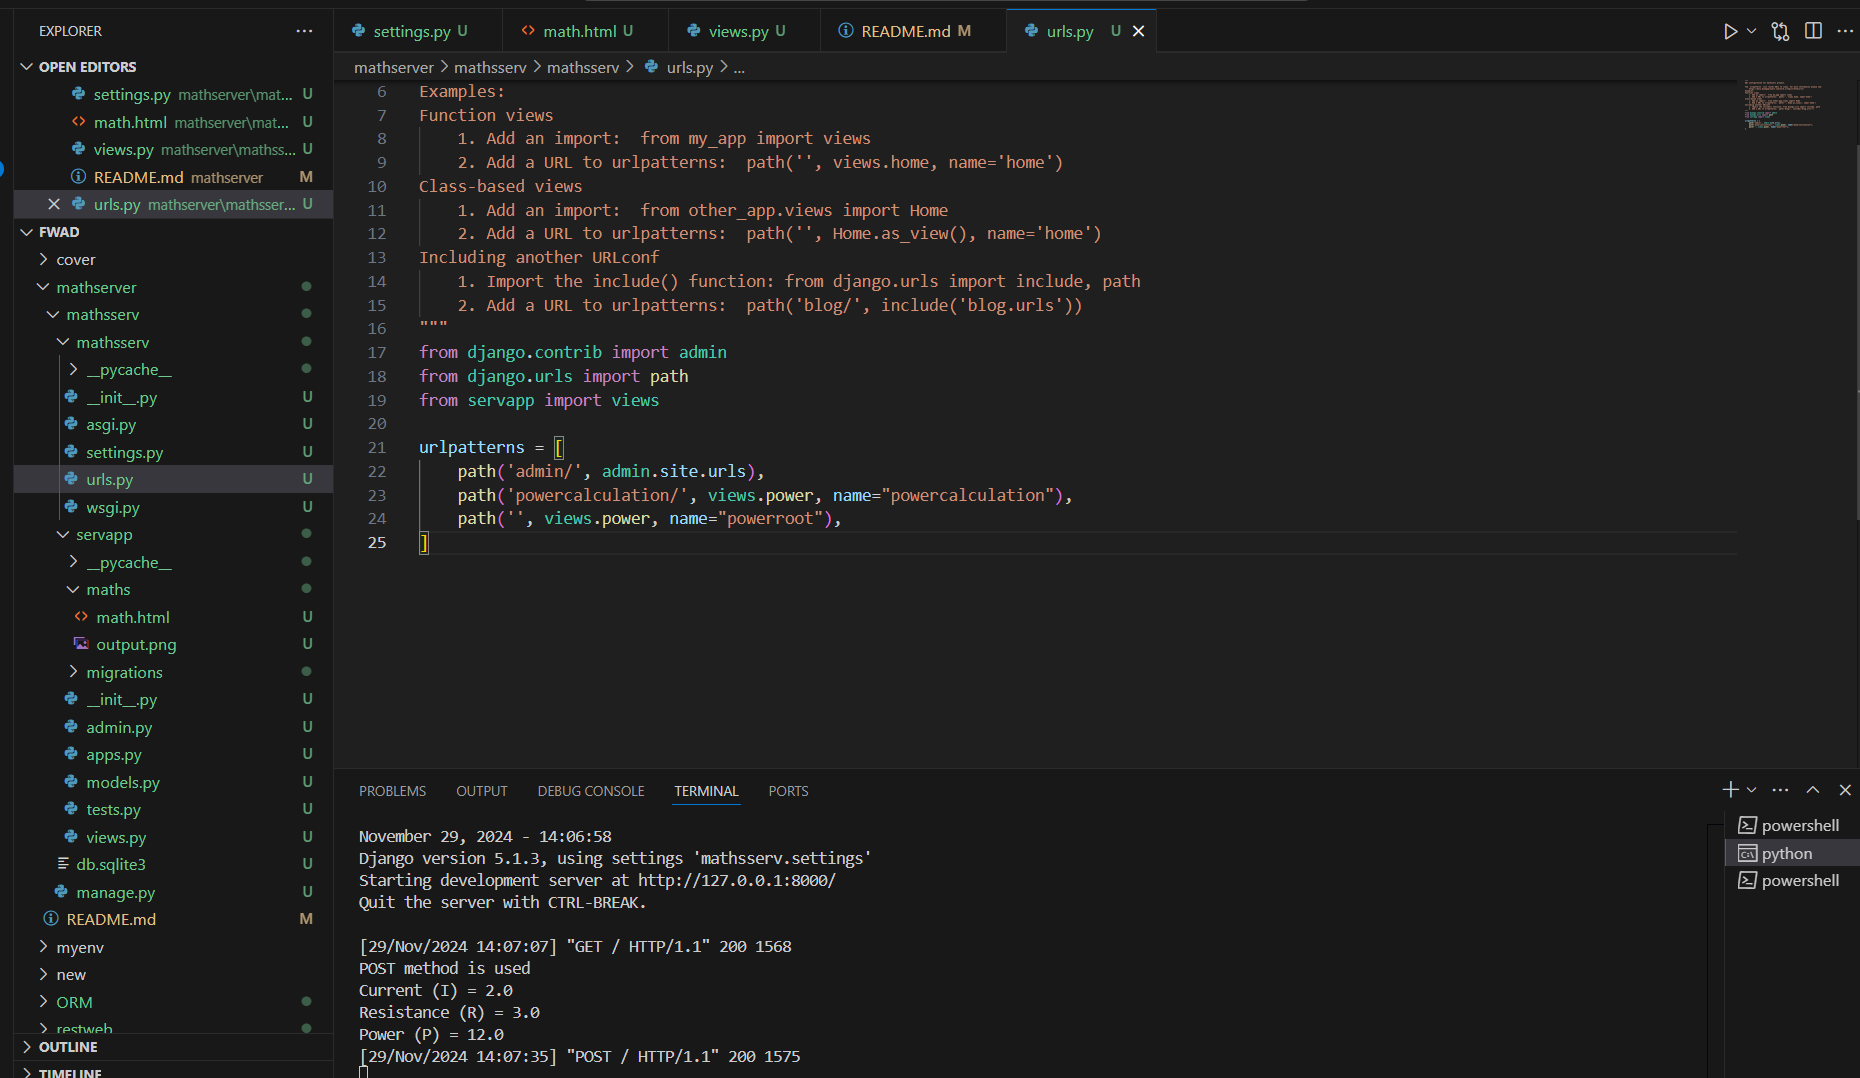 EXPLORER
OPEN EDITORS
settings.py mathserver\mat... U
math.html mathserver\mat... U
views.py mathserver\mathss... U
README.md mathserver M
urls.py mathserver\mathsser... U
FWAD
cover
mathserver
mathsserv
mathsserv
__pycache__
__init__.py U
asgi.py U
settings.py U
urls.py U
wsgi.py U
servapp
__pycache__
maths
math.html U
output.png U
migrations
__init__.py U
admin.py U
apps.py U
models.py U
tests.py U
views.py U
db.sqlite3 U
manage.py U
README.md M
myenv
new
ORM
restweb
OUTLINE
TIMELINE
settings.py U math.html U views.py U README.md M urls.py U
mathserver > mathsserv > mathsserv > urls.py > ...
6 Examples:
7 Function views
8 1. Add an import:  from my_app import views
9 2. Add a URL to urlpatterns:  path('', views.home, name='home')
10 Class-based views
11 1. Add an import:  from other_app.views import Home
12 2. Add a URL to urlpatterns:  path('', Home.as_view(), name='home')
13 Including another URLconf
14 1. Import the include() function: from django.urls import include, path
15 2. Add a URL to urlpatterns:  path('blog/', include('blog.urls'))
16 """
17 from django.contrib import admin
18 from django.urls import path
19 from servapp import views
20
21 urlpatterns = [
22 path('admin/', admin.site.urls),
23 path('powercalculation/', views.power, name="powercalculation"),
24 path('', views.power, name="powerroot"),
25 ]
PROBLEMS OUTPUT DEBUG CONSOLE TERMINAL PORTS
November 29, 2024 - 14:06:58
Django version 5.1.3, using settings 'mathsserv.settings'
Starting development server at http://127.0.0.1:8000/
Quit the server with CTRL-BREAK.
[29/Nov/2024 14:07:07] "GET / HTTP/1.1" 200 1568
POST method is used
Current (I) = 2.0
Resistance (R) = 3.0
Power (P) = 12.0
[29/Nov/2024 14:07:35] "POST / HTTP/1.1" 200 1575
powershell
python
powershell